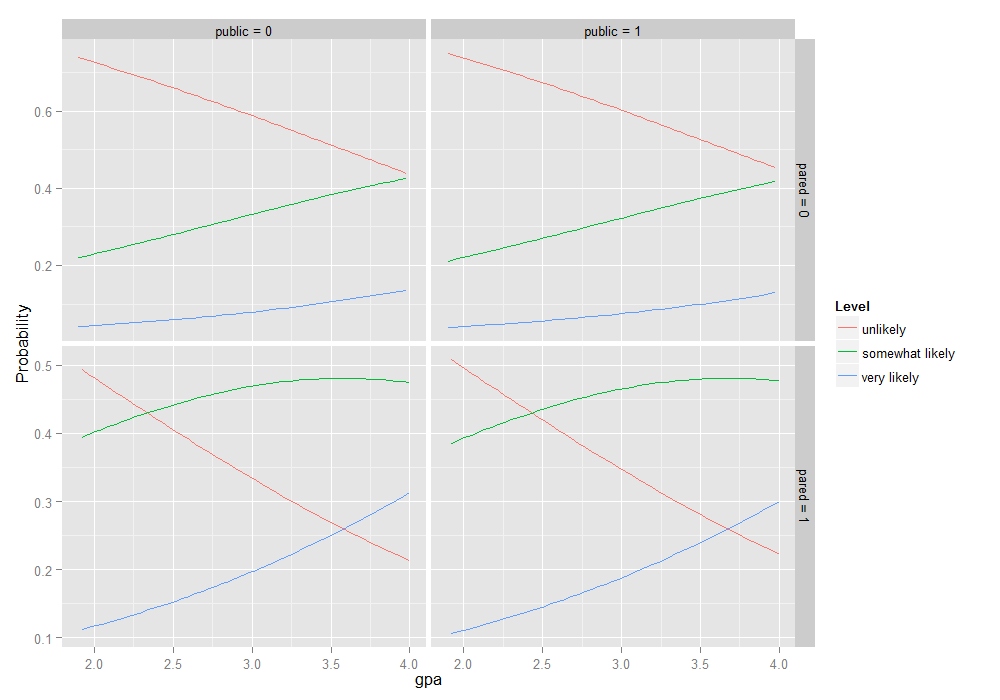 public = 0
public = 1
0.6
0.4
0.2
pared = 0
0.5
0.4
0.3
0.2
0.1
pared = 1
Probability
2.0
2.5
3.0
3.5
4.0
2.0
2.5
3.0
3.5
4.0
gpa
Level
unlikely
somewhat likely
very likely